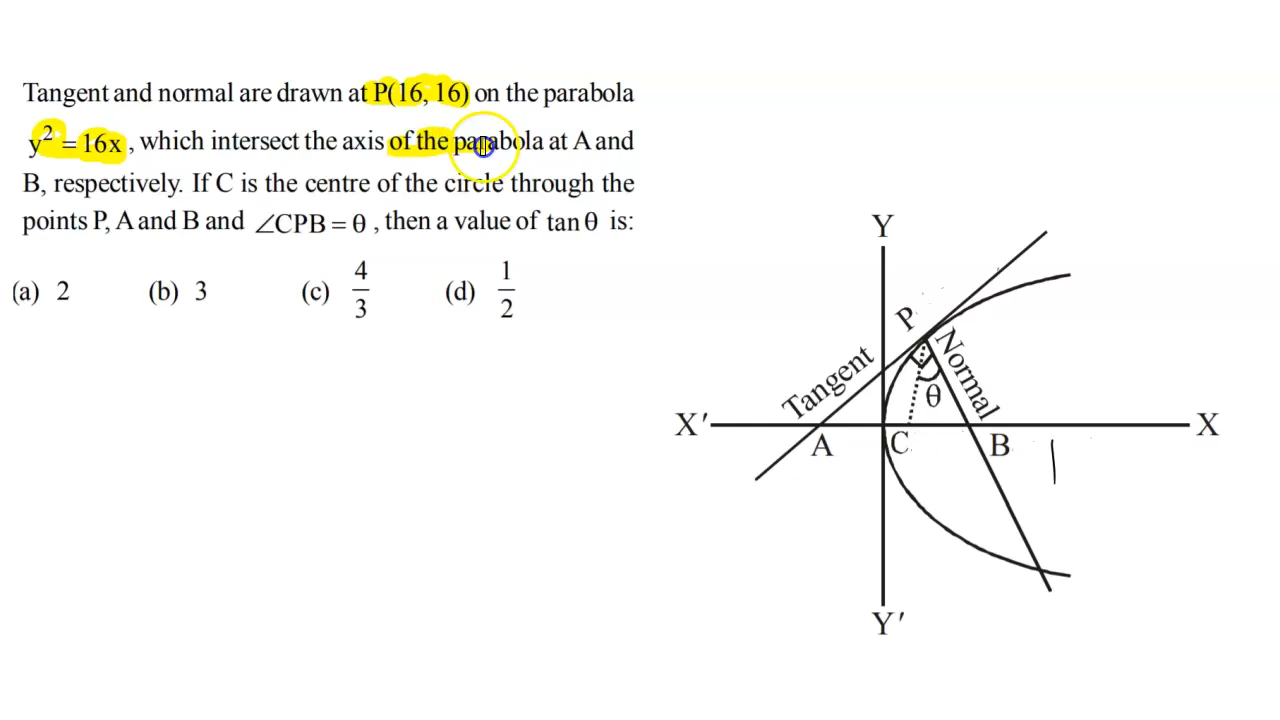 Tangent and normal are drawn at P(16, 16) on the parabola
y² = 16x, which intersect the axis of the parabola at A and
B, respectively. If C is the centre of the circle through the
points P, A and B and ∠CPB = θ, then a value of tan θ is:
(a) 2 (b) 3 (c) 4/3 (d) 1/2
Y
P
Tangent
Normal
θ
X′
X
A
C
B
Y′